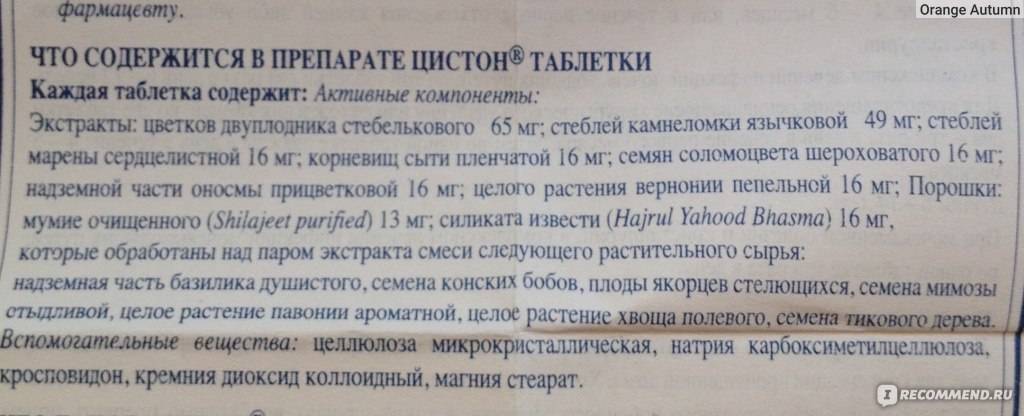 Orange Autumn
фармацевту.
ЧТО СОДЕРЖИТСЯ В ПРЕПАРАТЕ ЦИСТОН® ТАБЛЕТКИ
Каждая таблетка содержит: Активные компоненты:
Экстракты: цветков двуплодника стебелькового 65 мг; стеблей камнеломки язычковой 49 мг; стеблей
марены сердцелистной 16 мг; корневищ сыти пленчатой 16 мг; семян соломоцвета шероховатого 16 мг;
надземной части оносмы прицветковой 16 мг; целого растения вернонии пепельной 16 мг; Порошки:
мумие очищенного (Shilajeet purified) 13 мг; силиката извести (Hajrul Yahood Bhasma) 16 мг,
которые обработаны над паром экстракта смеси следующего растительного сырья:
надземная часть базилика душистого, семена конских бобов, плоды якорцев стелющихся, семена мимозы
стыдливой, целое растение павонии ароматной, целое растение хвоща полевого, семена тикового дерева.
Вспомогательные вещества: целлюлоза микрокристаллическая, натрия карбоксиметилцеллюлоза,
кросповидон, кремния диоксид коллоидный, магния стеарат.
IRECOMMEND.RU